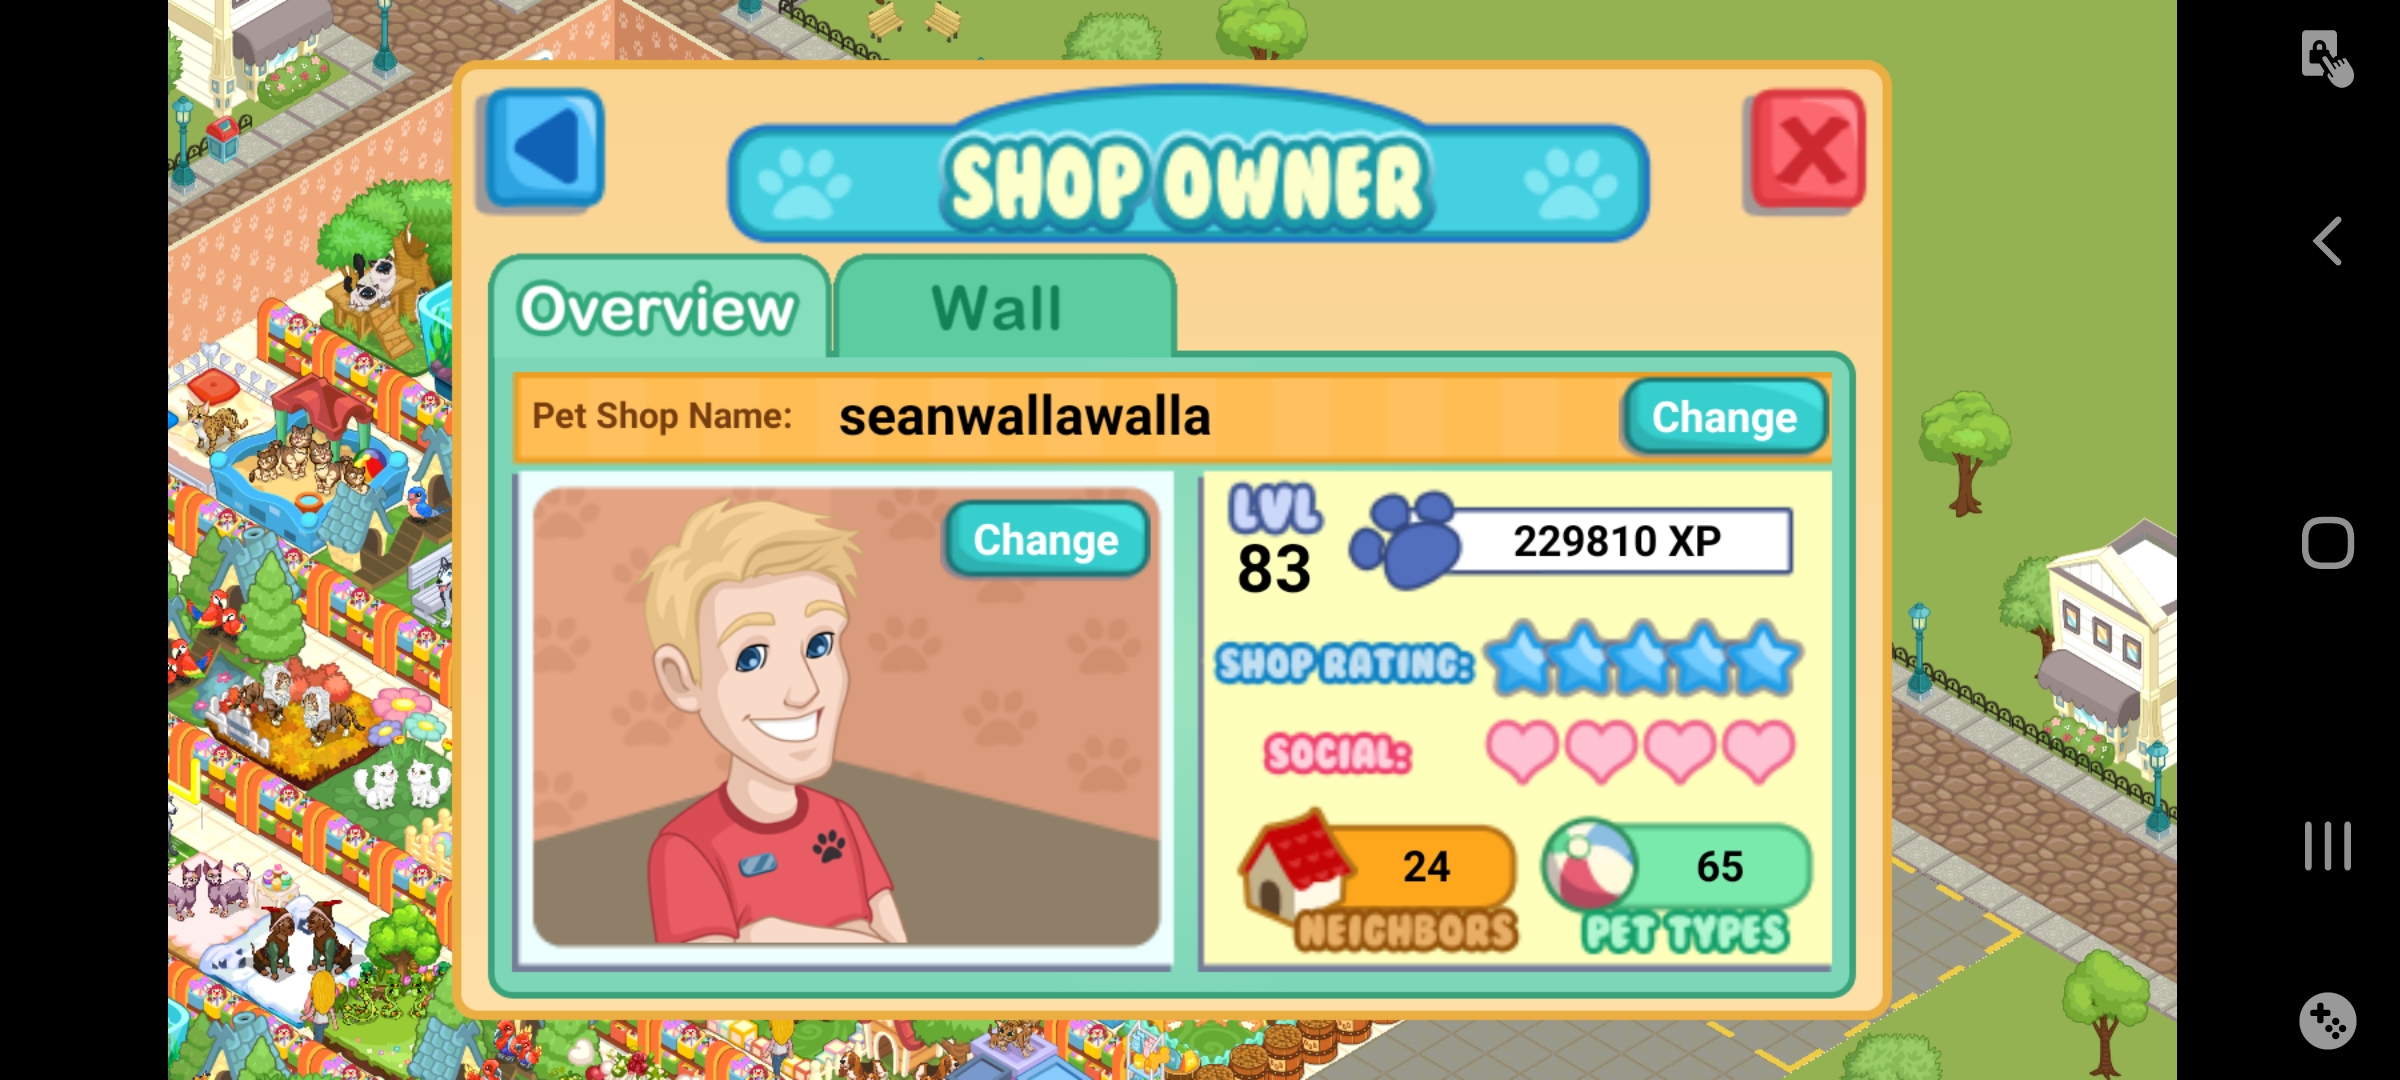 SHOP OWNER
Overview
Wall
Pet Shop Name: seanwallawalla Change
Change
LVL
83
229810 XP
SHOP RATING:
SOCIAL:
24
NEIGHBORS
65
PET TYPES